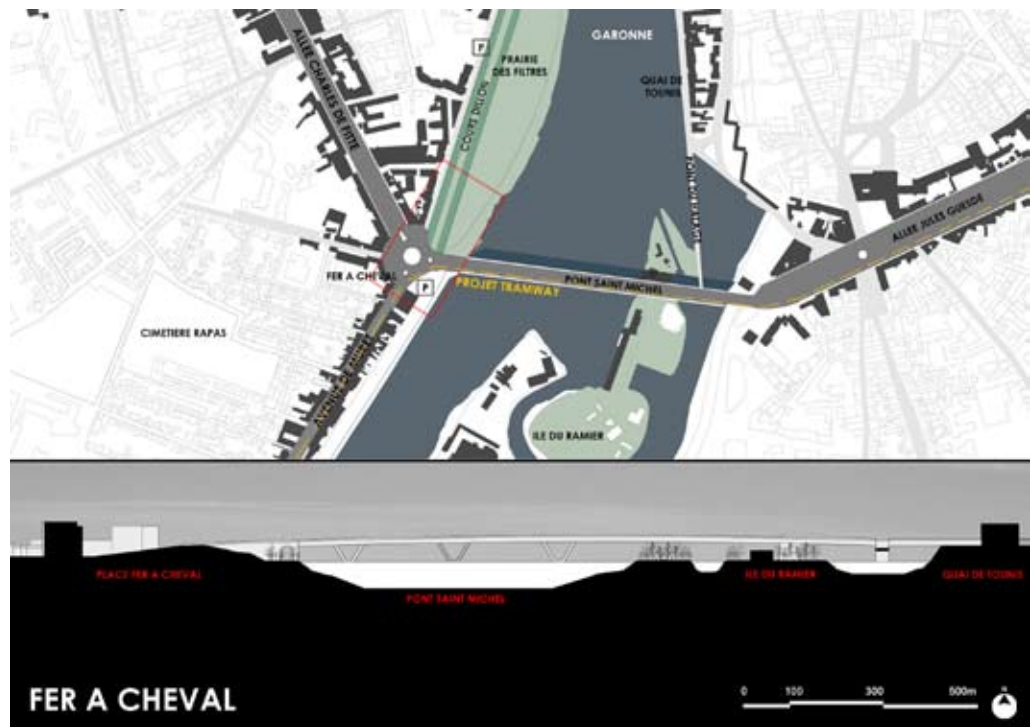 GARONNE
ALLER CHARLES DE FITTE
P
PRAIRIE
DES FILTRES
COURS DILLON
QUAI DE
TOUNIS
ALLER JULES GUESDE
FER A CHEVAL
P
PROJET TRAMWAY
PONT SAINT MICHEL
CIMETIERE RAPAS
ILE DU RAMIER
PLACE FER A CHEVAL
PONT SAINT MICHEL
ILE DU RAMIER
QUAI DE TOUNIS
FER A CHEVAL
0 100 300 500m
N